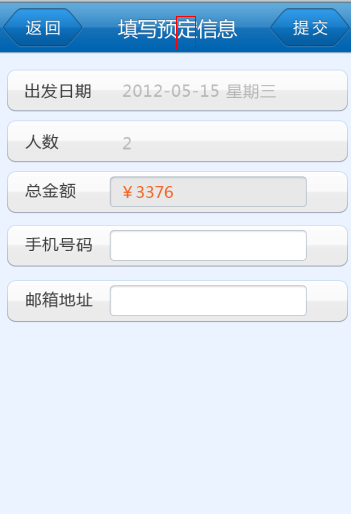 返回 填写预定信息 提交
出发日期 2012-05-15 星期三
人数 2
总金额 ￥3376
手机号码
邮箱地址